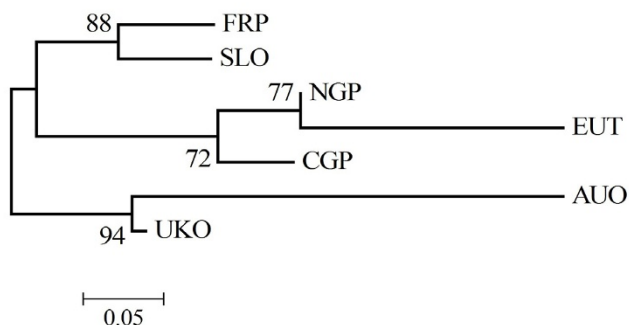 88 FRP
SLO
77 NGP
EUT
72 CGP
AUO
94 UKO
0.05